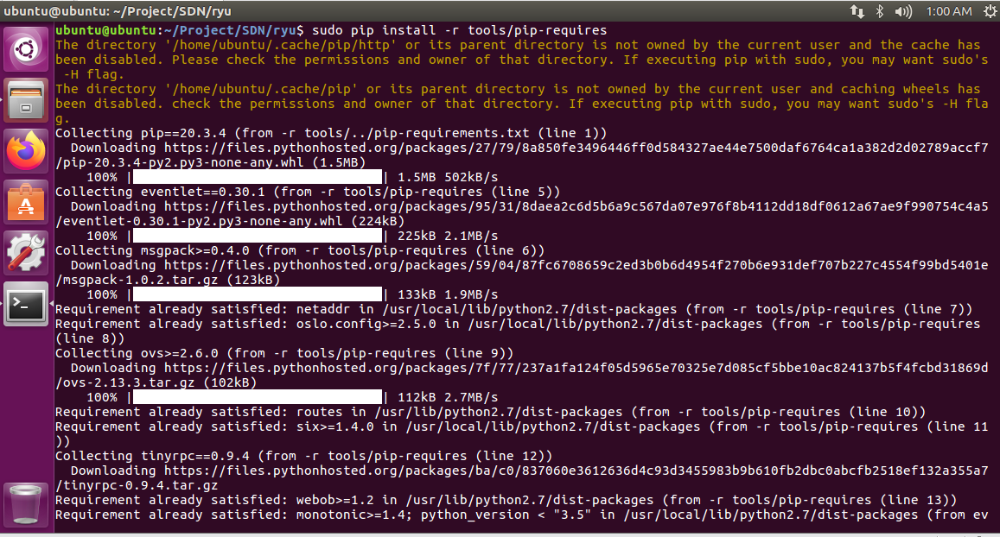 ubuntu@ubuntu: ~/Project/SDN/ryu
1:00 AM
ubuntu@ubuntu:~/Project/SDN/ryu$ sudo pip install -r tools/pip-requires
The directory '/home/ubuntu/.cache/pip/http' or its parent directory is not owned by the current user and the cache has
been disabled. Please check the permissions and owner of that directory. If executing pip with sudo, you may want sudo's
 -H flag.
The directory '/home/ubuntu/.cache/pip' or its parent directory is not owned by the current user and caching wheels has
been disabled. check the permissions and owner of that directory. If executing pip with sudo, you may want sudo's -H fla
g.
Collecting pip==20.3.4 (from -r tools/../pip-requirements.txt (line 1))
  Downloading https://files.pythonhosted.org/packages/27/79/8a850fe3496446ff0d584327ae44e7500daf6764ca1a382d2d02789accf7
/pip-20.3.4-py2.py3-none-any.whl (1.5MB)
    100% || 1.5MB 502kB/s
Collecting eventlet==0.30.1 (from -r tools/pip-requires (line 5))
  Downloading https://files.pythonhosted.org/packages/95/31/8daea2c6d5b6a9c567da07e976f8b4112dd18df0612a67ae9f990754c4a5
/eventlet-0.30.1-py2.py3-none-any.whl (224kB)
    100% || 225kB 2.1MB/s
Collecting msgpack>=0.4.0 (from -r tools/pip-requires (line 6))
  Downloading https://files.pythonhosted.org/packages/59/04/87fc6708659c2ed3b0b6d4954f270b6e931def707b227c4554f99bd5401e
/msgpack-1.0.2.tar.gz (123kB)
    100% || 133kB 1.9MB/s
Requirement already satisfied: netaddr in /usr/local/lib/python2.7/dist-packages (from -r tools/pip-requires (line 7))
Requirement already satisfied: oslo.config>=2.5.0 in /usr/local/lib/python2.7/dist-packages (from -r tools/pip-requires
(line 8))
Collecting ovs>=2.6.0 (from -r tools/pip-requires (line 9))
  Downloading https://files.pythonhosted.org/packages/7f/77/237a1fa124f05d5965e70325e7d085cf5bbe10ac824137b5f4fcbd31869d
/ovs-2.13.3.tar.gz (102kB)
    100% || 112kB 2.7MB/s
Requirement already satisfied: routes in /usr/lib/python2.7/dist-packages (from -r tools/pip-requires (line 10))
Requirement already satisfied: six>=1.4.0 in /usr/local/lib/python2.7/dist-packages (from -r tools/pip-requires (line 11
))
Collecting tinyrpc==0.9.4 (from -r tools/pip-requires (line 12))
  Downloading https://files.pythonhosted.org/packages/ba/c0/837060e3612636d4c93d3455983b9b610fb2dbc0abcfb2518ef132a355a7
/tinyrpc-0.9.4.tar.gz
Requirement already satisfied: webob>=1.2 in /usr/lib/python2.7/dist-packages (from -r tools/pip-requires (line 13))
Requirement already satisfied: monotonic>=1.4; python_version < "3.5" in /usr/local/lib/python2.7/dist-packages (from ev